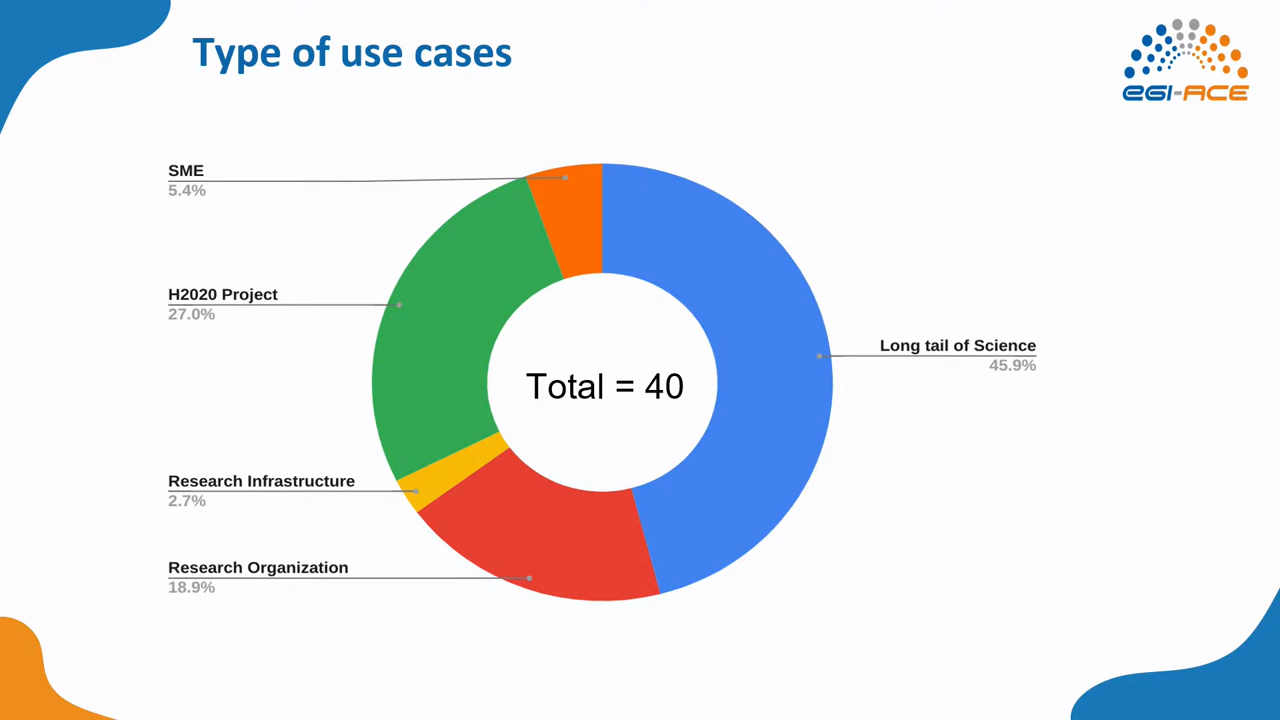 Type of use cases
EGI-ACE
SME
5.4%
H2020 Project
27.0%
Long tail of Science
45.9%
Total = 40
Research Infrastructure
2.7%
Research Organization
18.9%